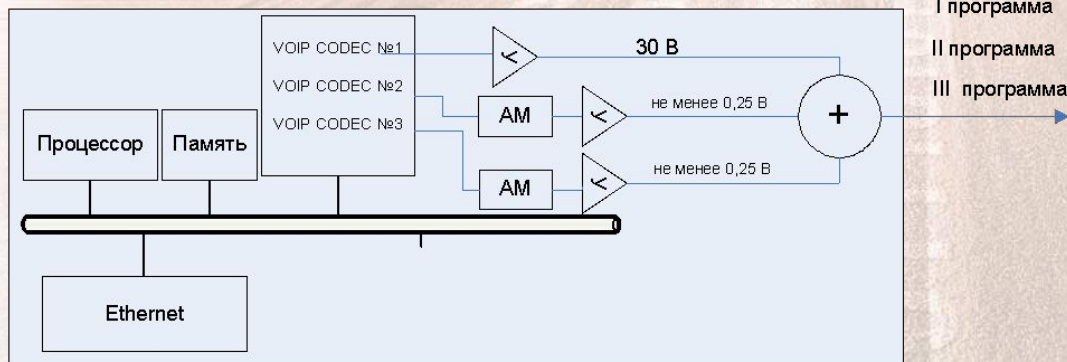 I программа
II программа
III программа
VOIP CODEC №1
VOIP CODEC №2
VOIP CODEC №3
У
30 В
Процессор
Память
АМ
У
не менее 0,25 В
+
АМ
У
не менее 0,25 В
Ethernet